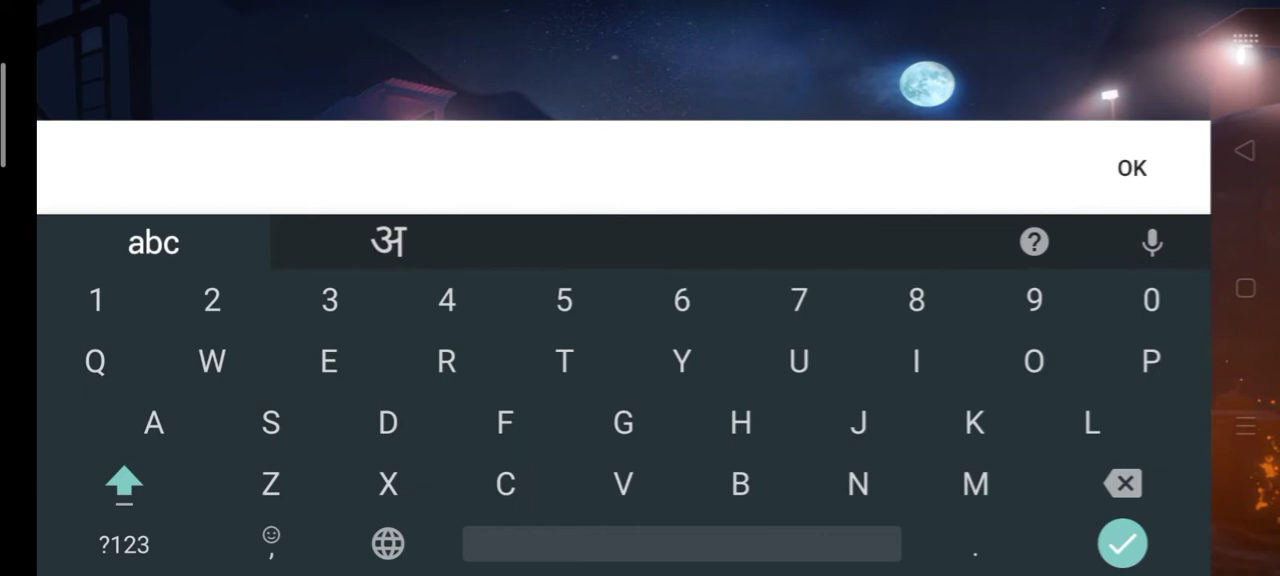 OK
abc अ
1 2 3 4 5 6 7 8 9 0
Q W E R T Y U I O P
A S D F G H J K L
Z X C V B N M
?123 , .